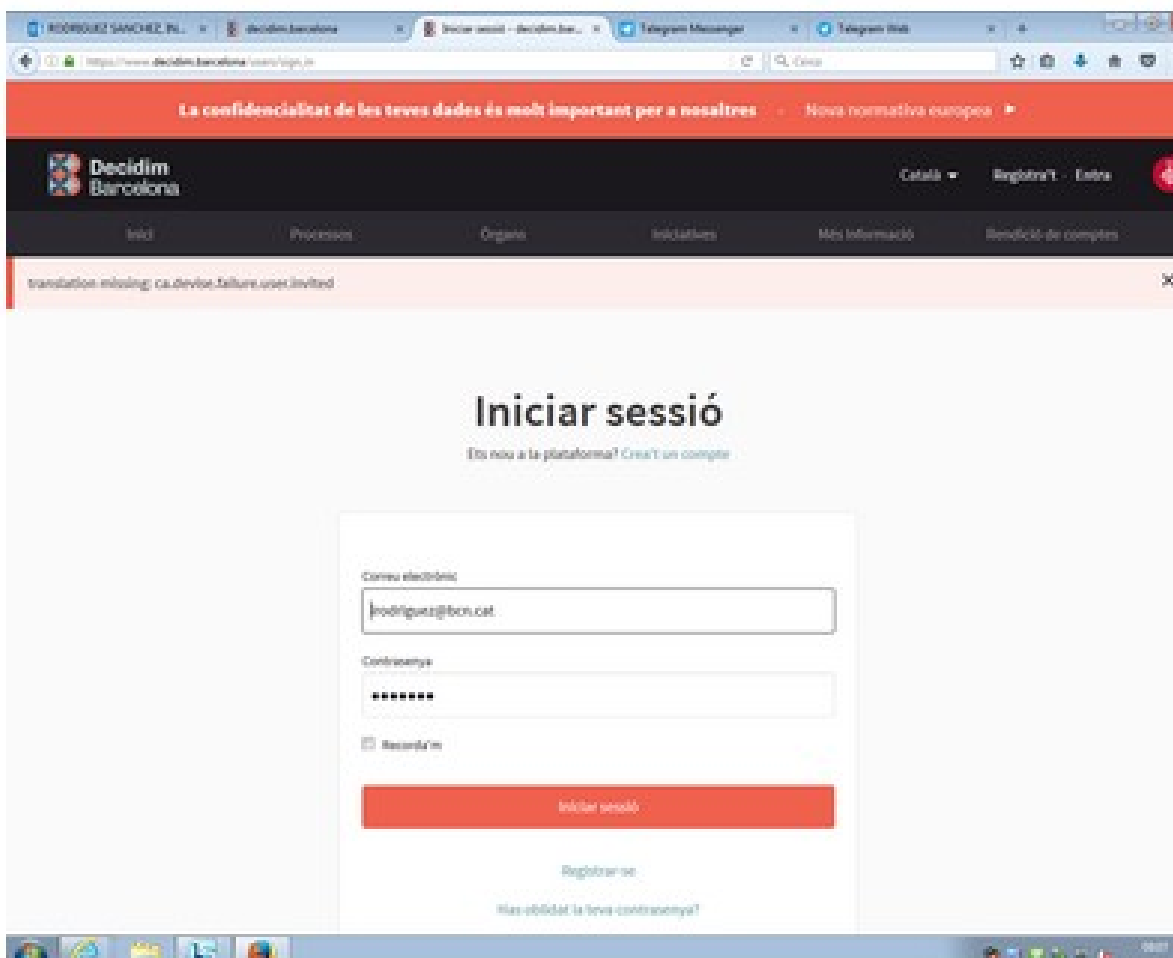 RODRIGUEZ SANCHEZ, IN...
decidim.barcelona
Iniciar sessió - decidim.bar...
Telegram Messenger
Telegram Web
https://www.decidim.barcelona/users/sign_in
Cerca
La confidencialitat de les teves dades és molt important per a nosaltres - Nova normativa europea
Decidim
Barcelona
Català
Registra't
Entra
Inici
Processos
Òrgans
Iniciatives
Més informació
Rendició de comptes
translation missing: ca.devise.failure.user.invited
Iniciar sessió
Ets nou a la plataforma? Crea't un compte
Correu electrònic
irodriguez@bcn.cat
Contrasenya
Recorda'm
Iniciar sessió
Registrar-se
Has oblidat la teva contrasenya?